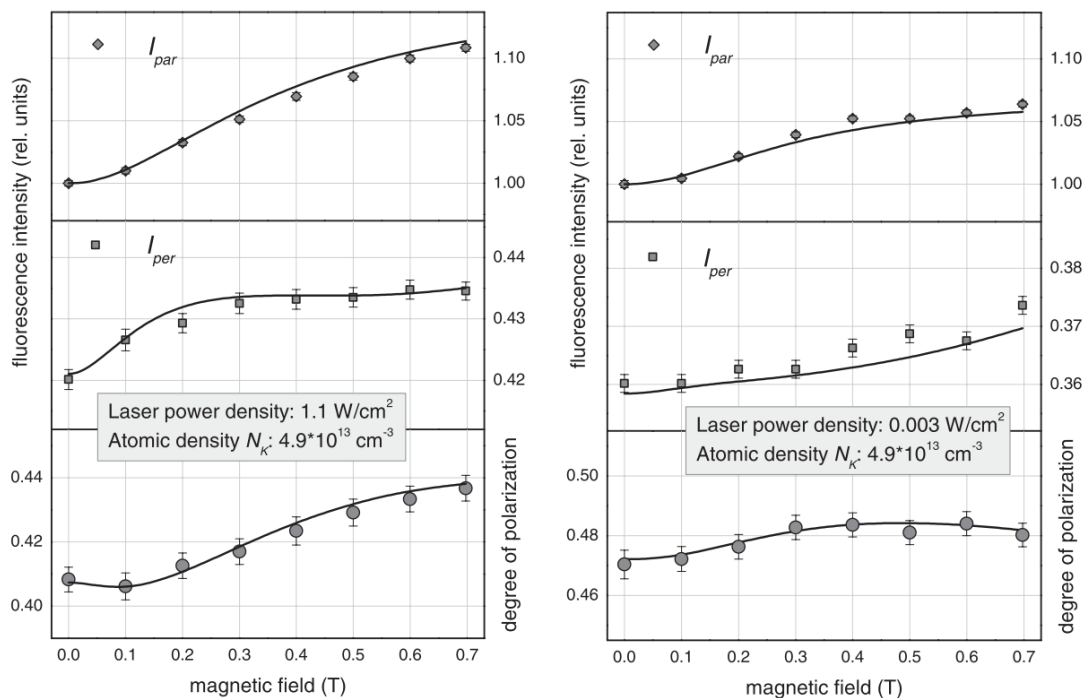 I_par
fluorescence intensity (rel. units)
1.10
1.05
1.00
I_per
0.44
0.43
0.42
Laser power density: 1.1 W/cm²
Atomic density N_K: 4.9*10¹³ cm⁻³
0.44
0.42
0.40
degree of polarization
0.0 0.1 0.2 0.3 0.4 0.5 0.6 0.7
magnetic field (T)
I_par
fluorescence intensity (rel. units)
1.10
1.05
1.00
I_per
0.38
0.37
0.36
Laser power density: 0.003 W/cm²
Atomic density N_K: 4.9*10¹³ cm⁻³
0.50
0.48
0.46
degree of polarization
0.0 0.1 0.2 0.3 0.4 0.5 0.6 0.7
magnetic field (T)